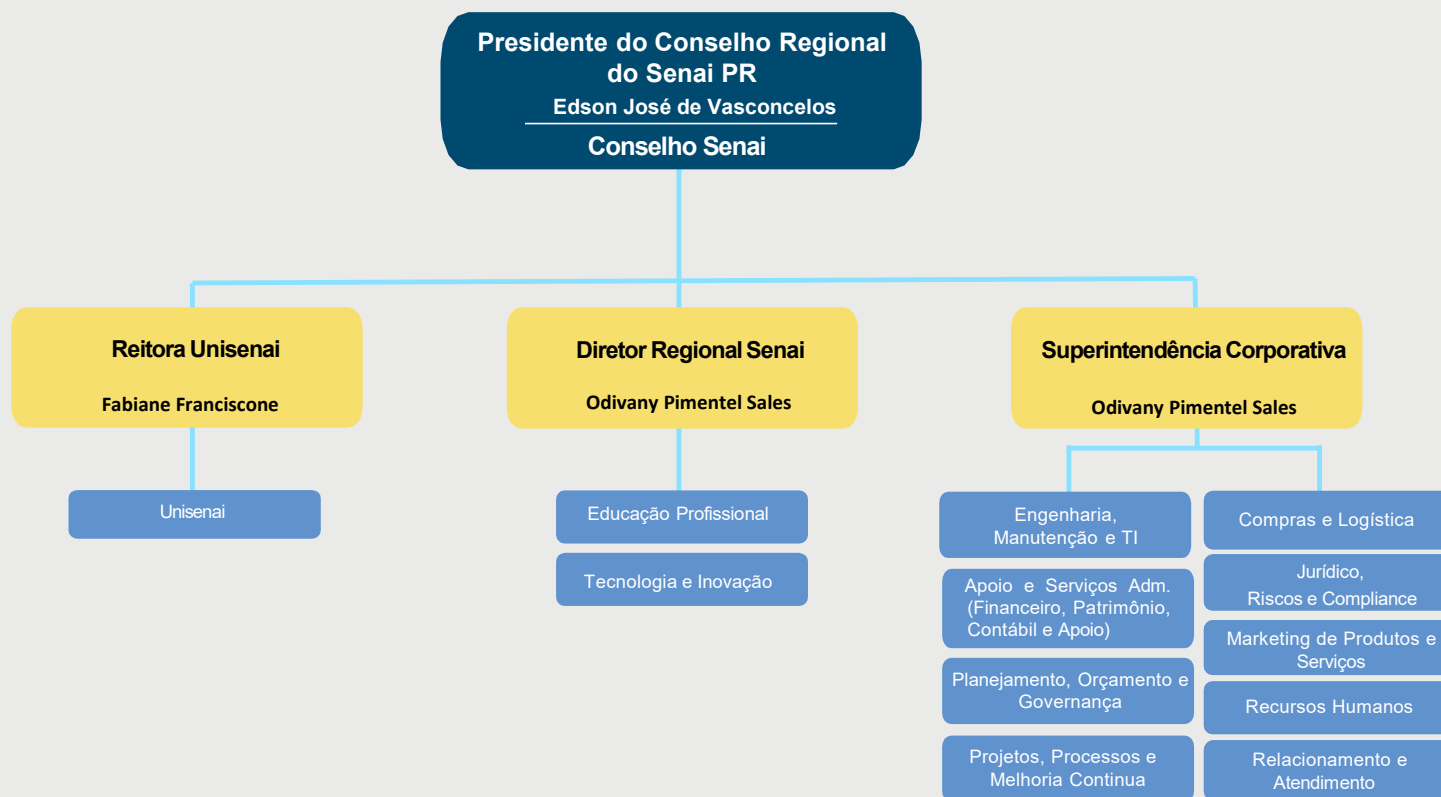 Presidente do Conselho Regional
do Senai PR
Edson José de Vasconcelos
Conselho Senai
Reitora Unisenai
Fabiane Franciscone
Diretor Regional Senai
Odivany Pimentel Sales
Superintendência Corporativa
Odivany Pimentel Sales
Unisenai
Educação Profissional
Tecnologia e Inovação
Engenharia,
Manutenção e TI
Apoio e Serviços Adm.
(Financeiro, Patrimônio,
Contábil e Apoio)
Planejamento, Orçamento e
Governança
Projetos, Processos e
Melhoria Continua
Compras e Logística
Jurídico,
Riscos e Compliance
Marketing de Produtos e
Serviços
Recursos Humanos
Relacionamento e
Atendimento